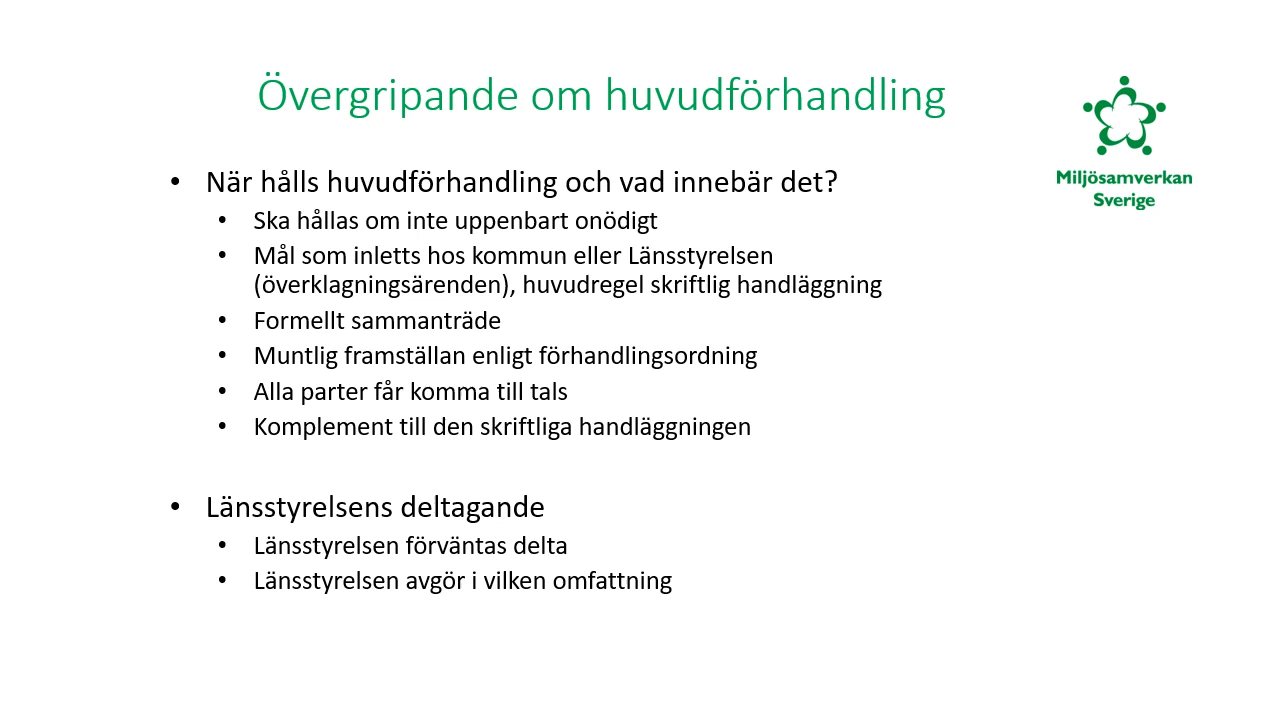 Övergripande om huvudförhandling
Miljösamverkan
Sverige
• När hålls huvudförhandling och vad innebär det?
• Ska hållas om inte uppenbart onödigt
• Mål som inletts hos kommun eller Länsstyrelsen
(överklagningsärenden), huvudregel skriftlig handläggning
• Formellt sammanträde
• Muntlig framställan enligt förhandlingsordning
• Alla parter får komma till tals
• Komplement till den skriftliga handläggningen
• Länsstyrelsens deltagande
• Länsstyrelsen förväntas delta
• Länsstyrelsen avgör i vilken omfattning